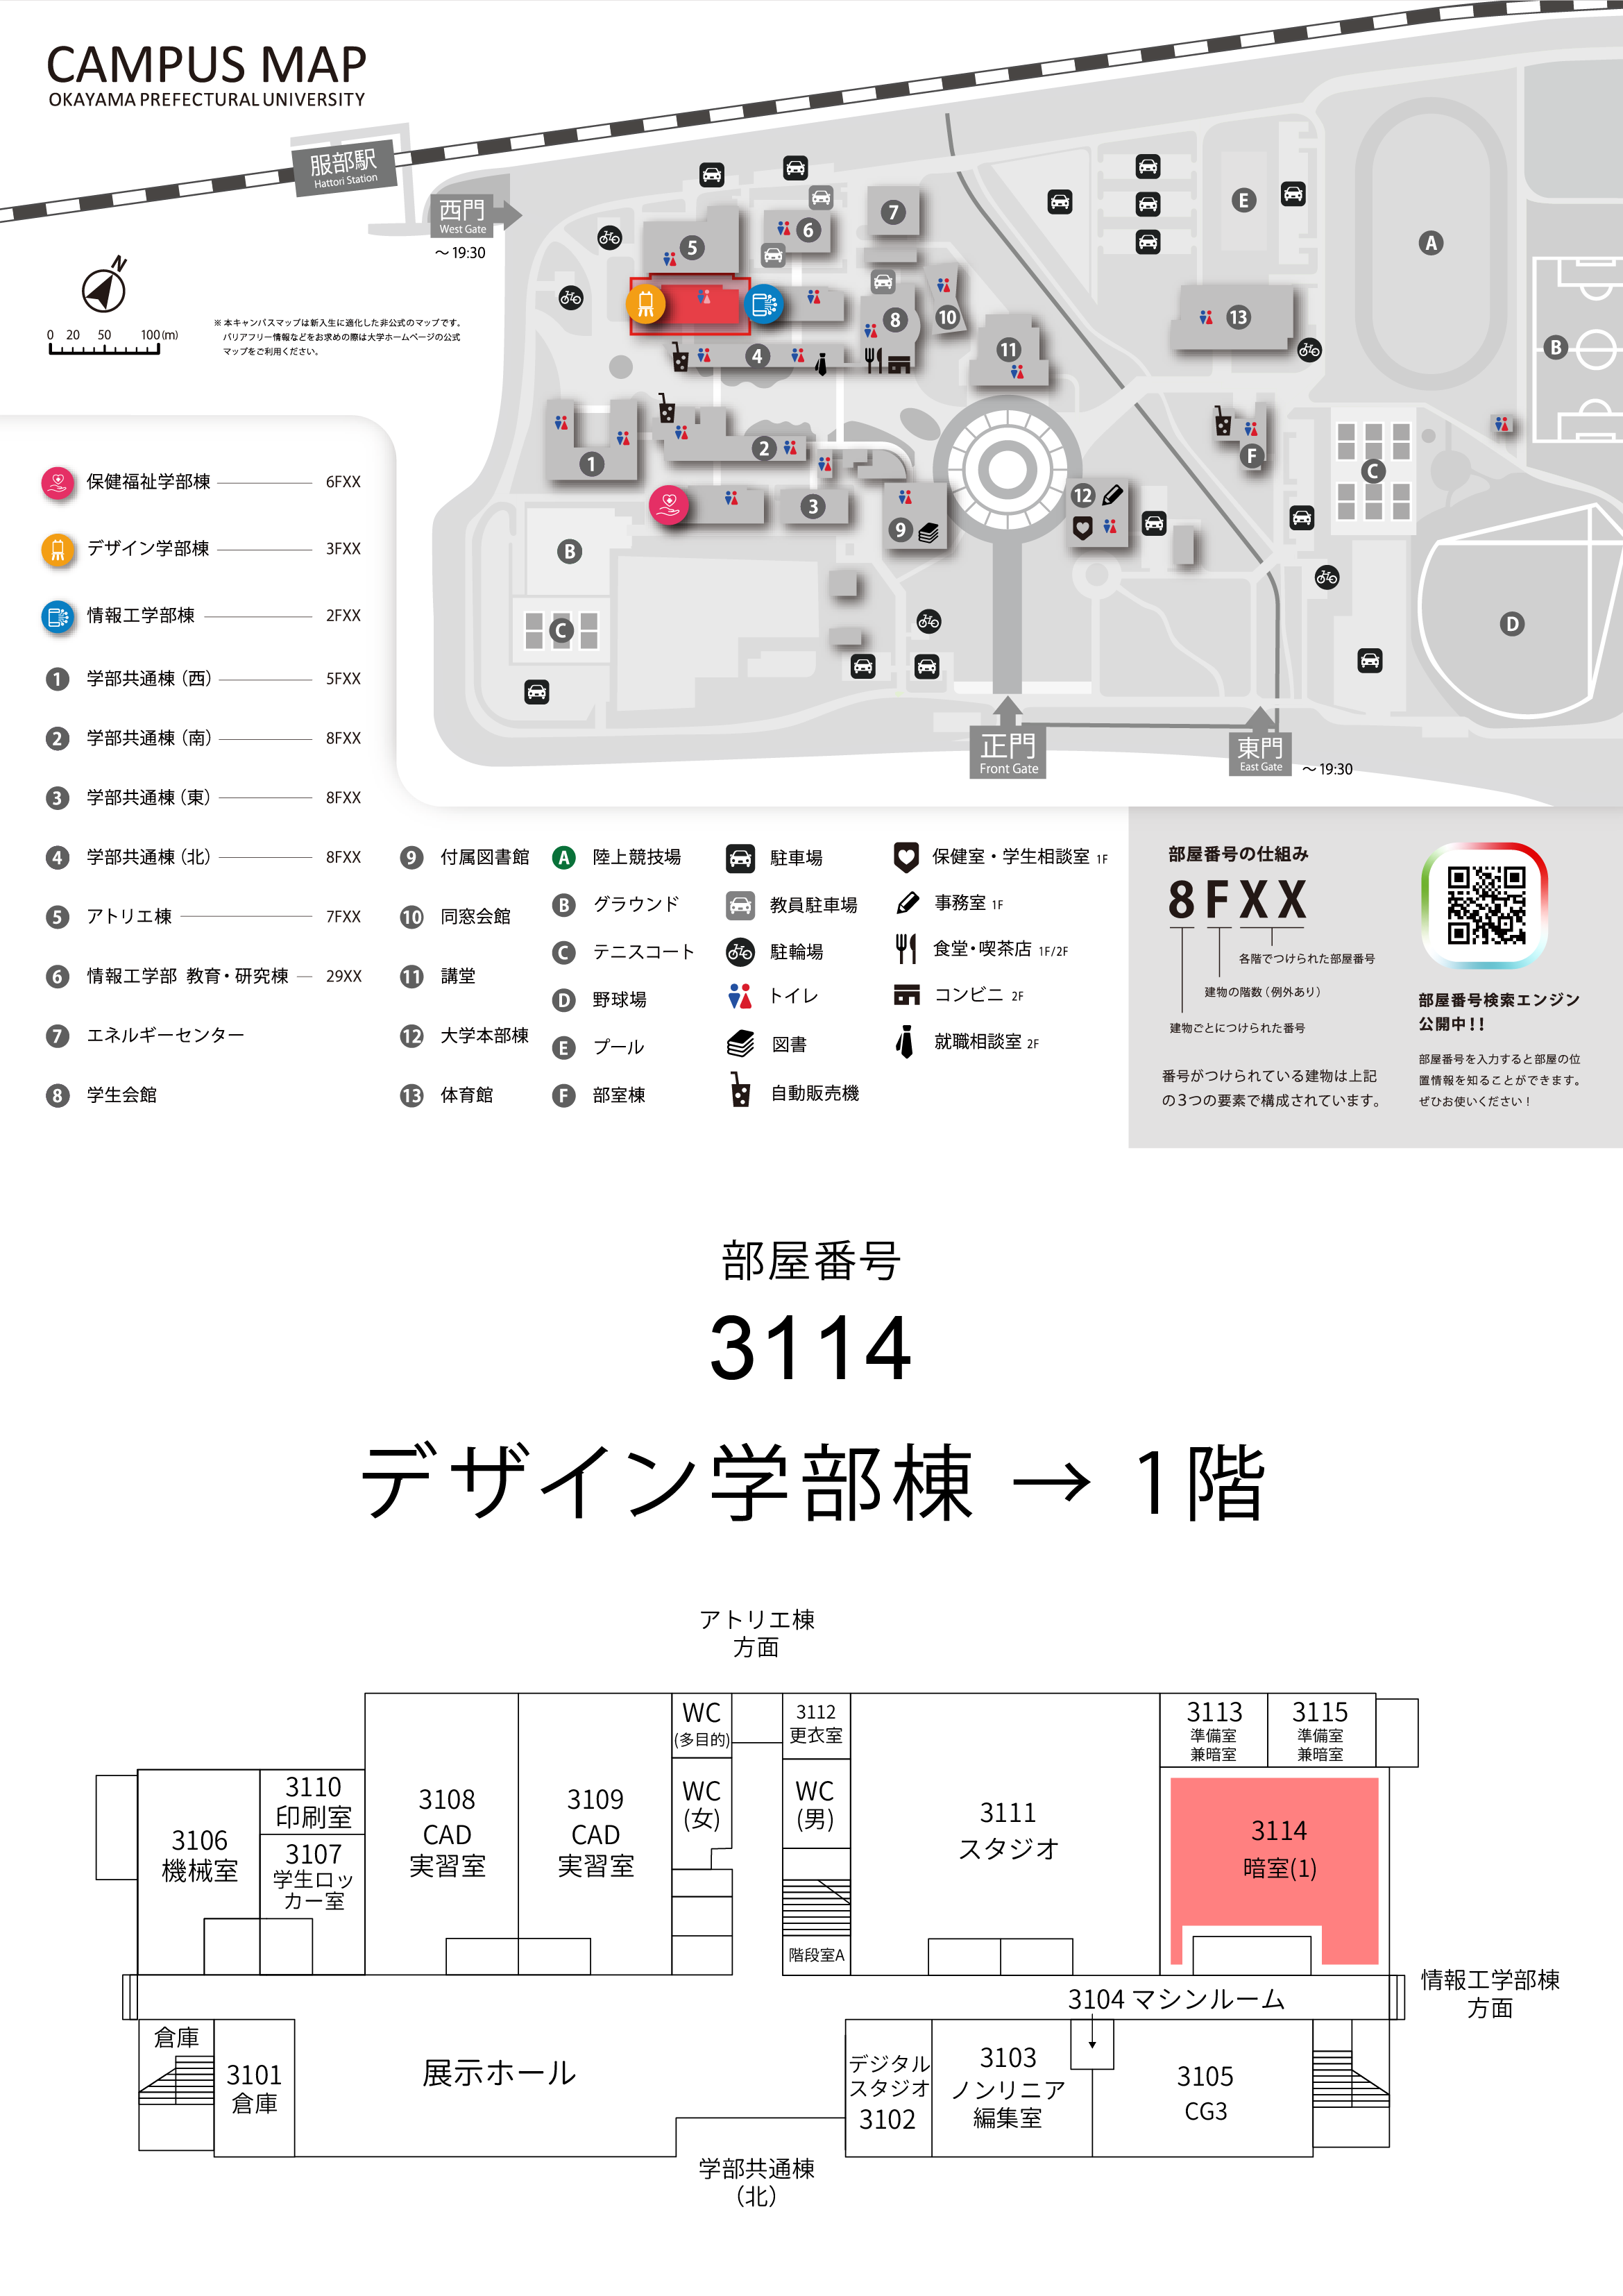 CAMPUS MAP
OKAYAMA PREFECTURAL UNIVERSITY
服部駅
Hattori Station
西門
West Gate
～19:30
N
0 20 50 100(m)
※ 本キャンパスマップは新入生に適化した非公式のマップです。
バリアフリー情報などをお求めの際は大学ホームページの公式
マップをご利用ください。
5
6
7
E
A
8
10
13
4
11
B
1
2
F
C
3
9
12
B
C
D
正門
Front Gate
東門
East Gate
～19:30
保健福祉学部棟 6FXX
デザイン学部棟 3FXX
情報工学部棟 2FXX
1 学部共通棟（西） 5FXX
2 学部共通棟（南） 8FXX
3 学部共通棟（東） 8FXX
4 学部共通棟（北） 8FXX
5 アトリエ棟 7FXX
6 情報工学部 教育・研究棟 29XX
7 エネルギーセンター
8 学生会館
9 付属図書館
10 同窓会館
11 講堂
12 大学本部棟
13 体育館
A 陸上競技場
B グラウンド
C テニスコート
D 野球場
E プール
F 部室棟
駐車場
教員駐車場
駐輪場
トイレ
図書
自動販売機
保健室・学生相談室 1F
事務室 1F
食堂・喫茶店 1F/2F
コンビニ 2F
就職相談室 2F
部屋番号の仕組み
8FXX
各階でつけられた部屋番号
建物の階数（例外あり）
建物ごとにつけられた番号
番号がつけられている建物は上記
の3つの要素で構成されています。
部屋番号検索エンジン
公開中！！
部屋番号を入力すると部屋の位
置情報を知ることができます。
ぜひお使いください！
部屋番号
3114
デザイン学部棟 → 1階
アトリエ棟
方面
WC
(多目的)
3112
更衣室
3113
準備室
兼暗室
3115
準備室
兼暗室
3110
印刷室
3106
機械室
3107
学生ロッ
カー室
3108
CAD
実習室
3109
CAD
実習室
WC
(女)
WC
(男)
階段室A
3111
スタジオ
3114
暗室(1)
情報工学部棟
方面
3104 マシンルーム
倉庫
3101
倉庫
展示ホール
デジタル
スタジオ
3102
3103
ノンリニア
編集室
3105
CG3
学部共通棟
（北）